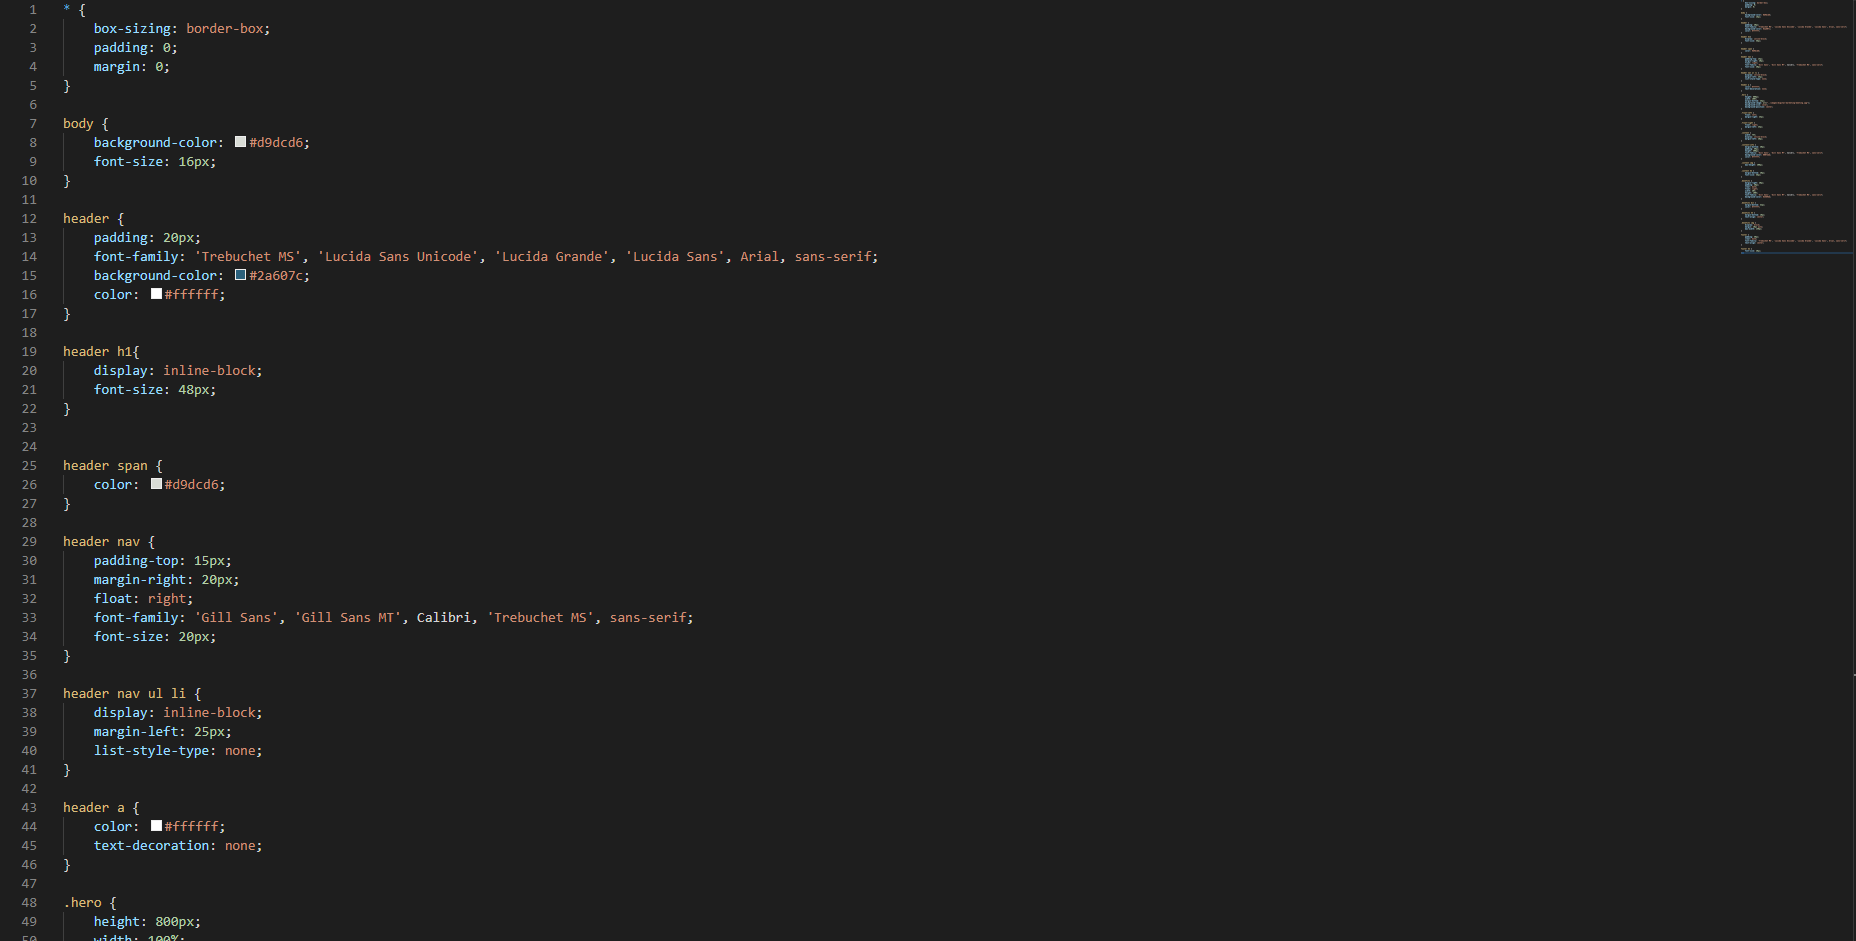 1 * {
2     box-sizing: border-box;
3     padding: 0;
4     margin: 0;
5 }
6
7 body {
8     background-color: #d9dcd6;
9     font-size: 16px;
10 }
11
12 header {
13     padding: 20px;
14     font-family: 'Trebuchet MS', 'Lucida Sans Unicode', 'Lucida Grande', 'Lucida Sans', Arial, sans-serif;
15     background-color: #2a607c;
16     color: #ffffff;
17 }
18
19 header h1{
20     display: inline-block;
21     font-size: 48px;
22 }
23
24
25 header span {
26     color: #d9dcd6;
27 }
28
29 header nav {
30     padding-top: 15px;
31     margin-right: 20px;
32     float: right;
33     font-family: 'Gill Sans', 'Gill Sans MT', Calibri, 'Trebuchet MS', sans-serif;
34     font-size: 20px;
35 }
36
37 header nav ul li {
38     display: inline-block;
39     margin-left: 25px;
40     list-style-type: none;
41 }
42
43 header a {
44     color: #ffffff;
45     text-decoration: none;
46 }
47
48 .hero {
49     height: 800px;
50     width: 100%;